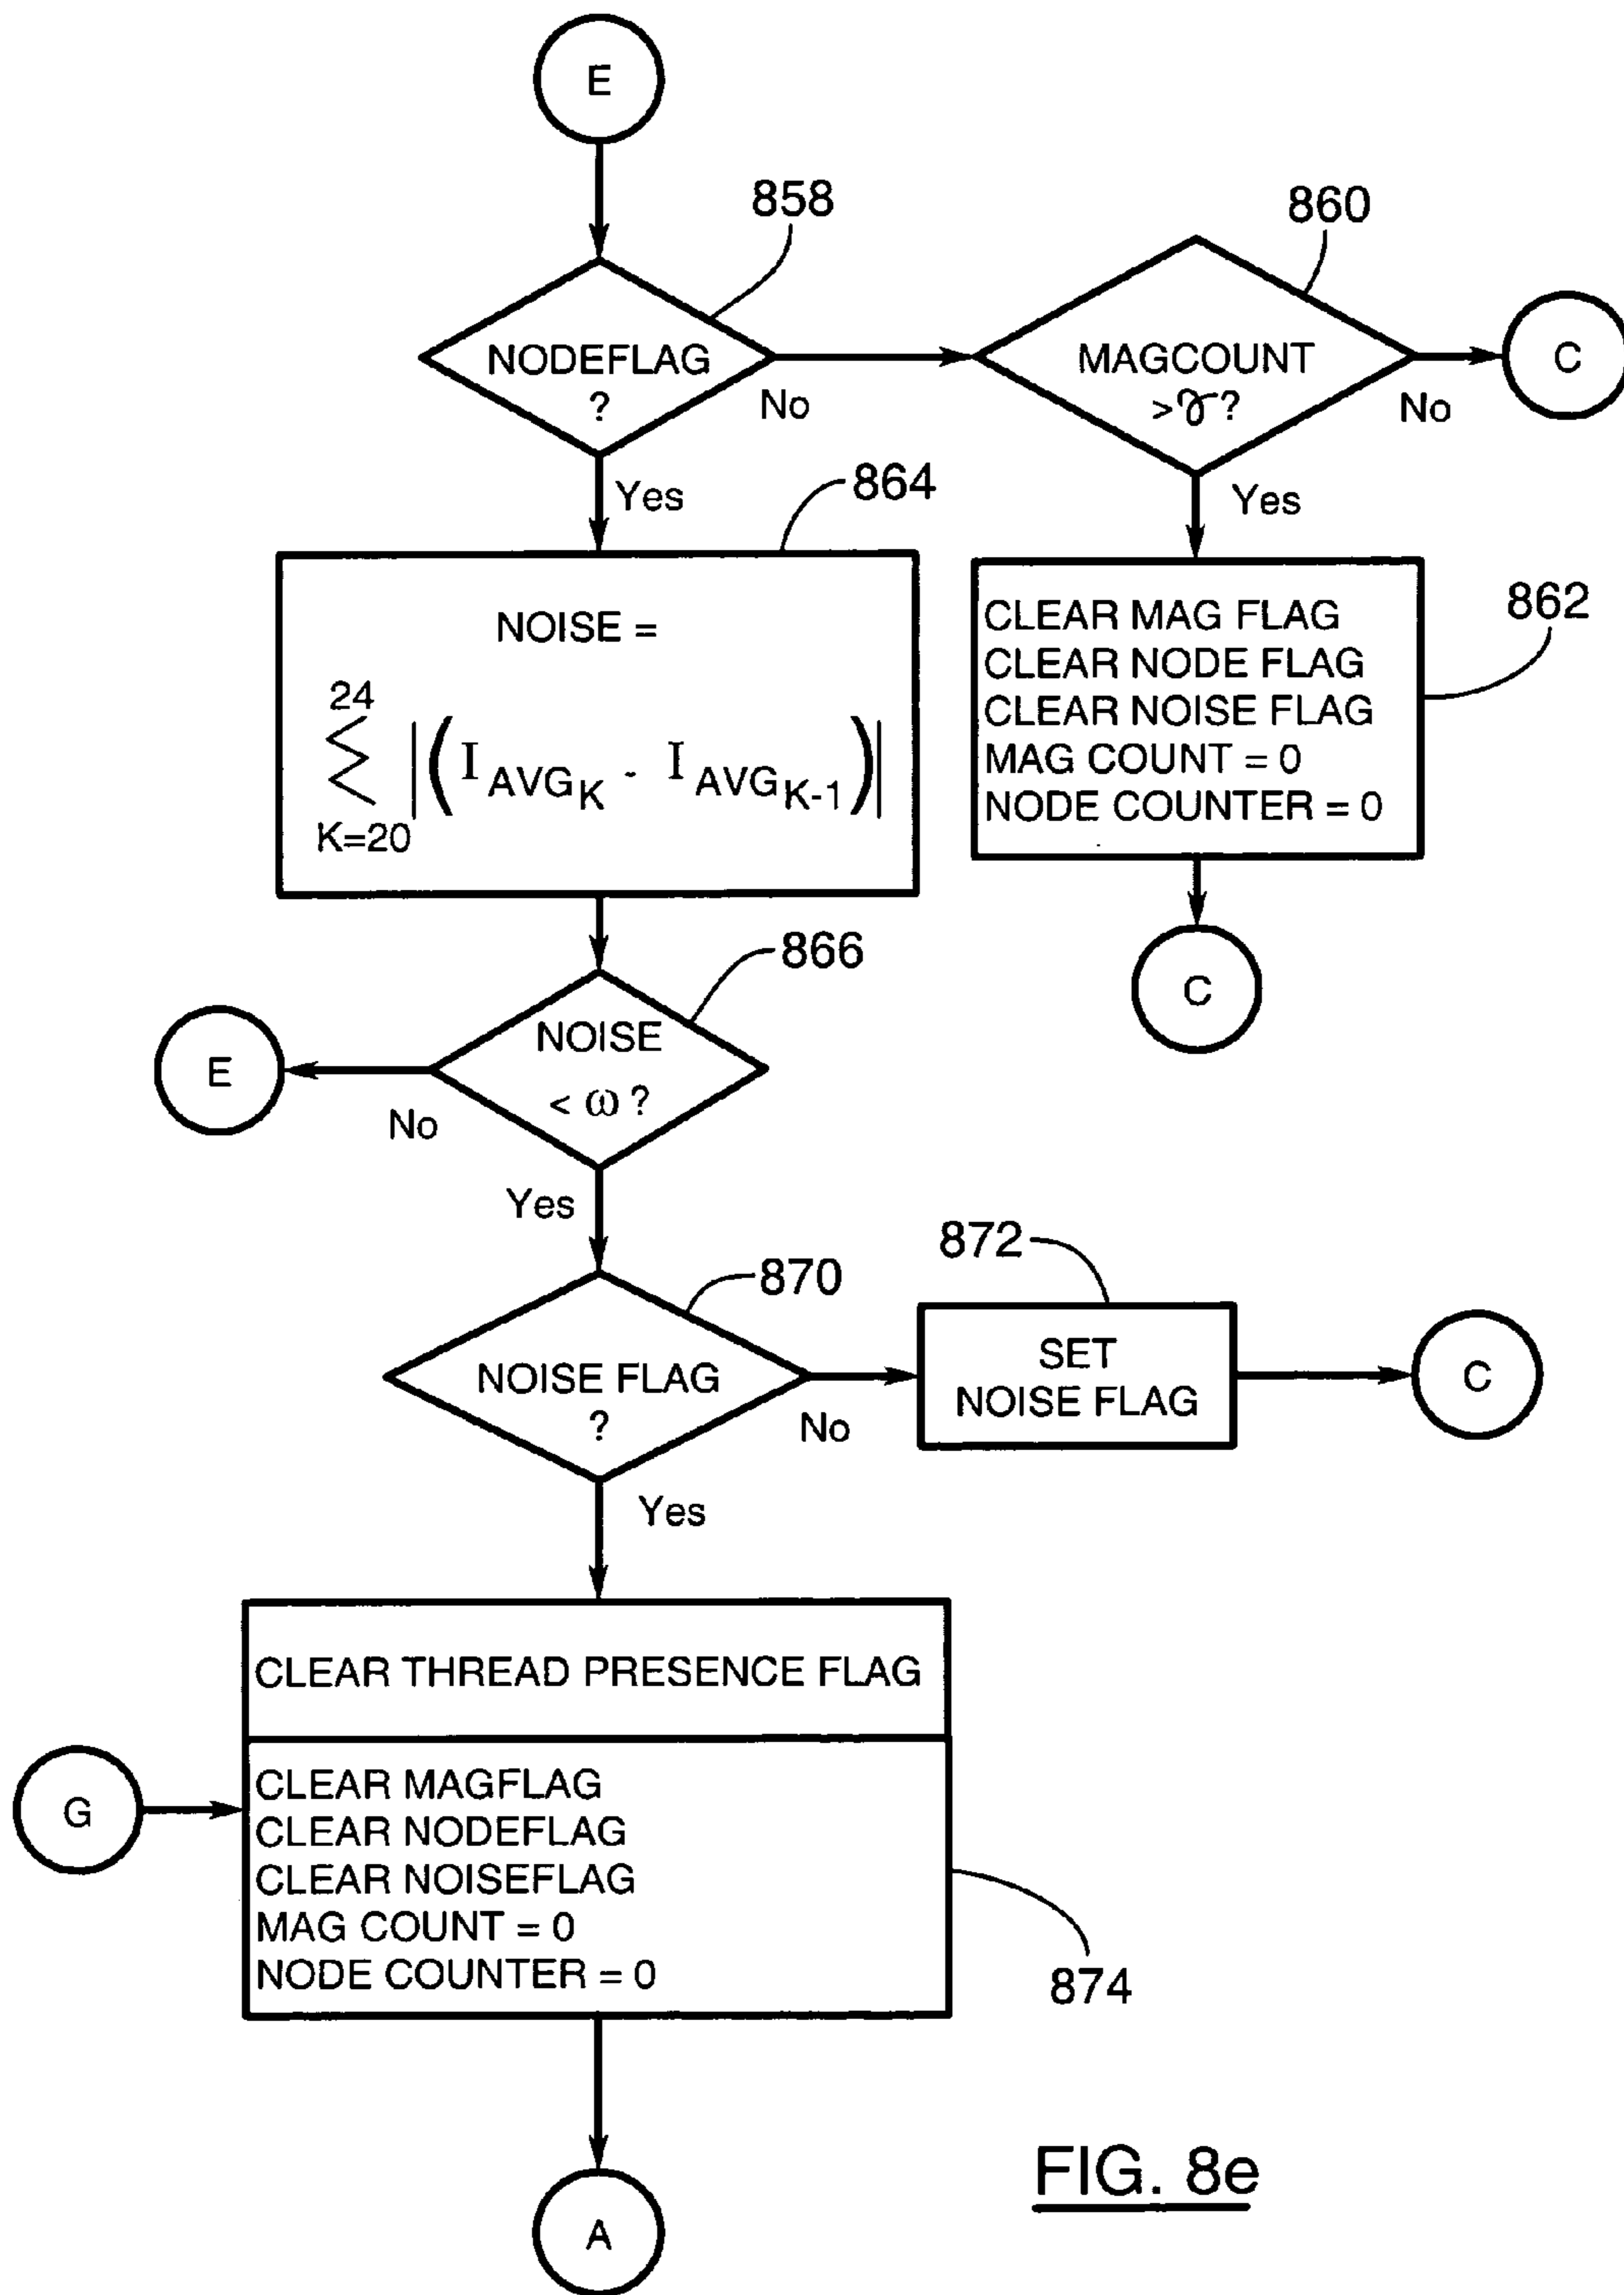 E
858
860
NODEFLAG
?
No
MAGCOUNT
>ϑ?
No
C
Yes
864
Yes
NOISE =
24
∑ |(I AVG K - I AVG K-1)|
K=20
CLEAR MAG FLAG
CLEAR NODE FLAG
CLEAR NOISE FLAG
MAG COUNT = 0
NODE COUNTER = 0
862
C
866
NOISE
< ω ?
No
E
Yes
870
NOISE FLAG
?
No
872
SET
NOISE FLAG
C
Yes
CLEAR THREAD PRESENCE FLAG
G
CLEAR MAGFLAG
CLEAR NODEFLAG
CLEAR NOISEFLAG
MAG COUNT = 0
NODE COUNTER = 0
874
A
FIG. 8e